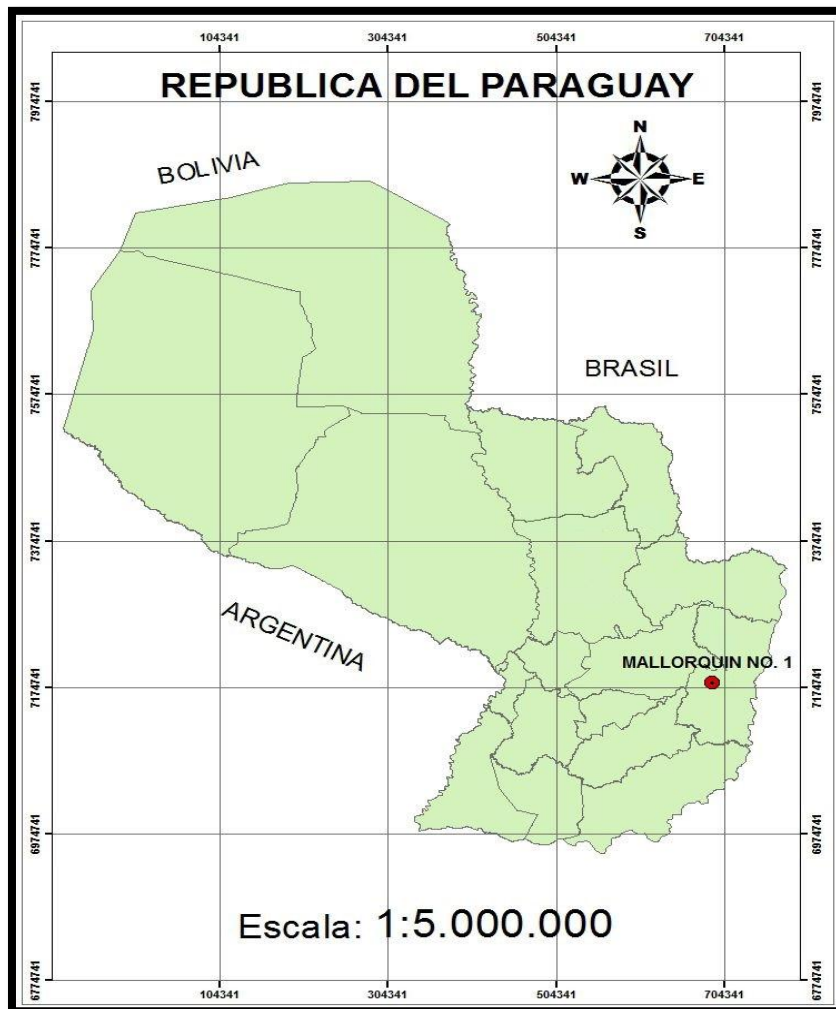 104341 304341 504341 704341
REPUBLICA DEL PARAGUAY
7974741 7974741
N
BOLIVIA
W E
S
7774741 7774741
BRASIL
7574741 7574741
7374741 7374741
ARGENTINA
MALLORQUIN NO. 1
7174741 7174741
6974741 6974741
Escala: 1:5.000.000
6774741 6774741
104341 304341 504341 704341